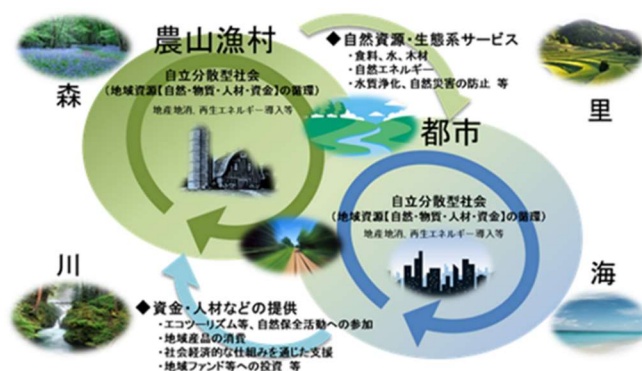 農山漁村
◆自然資源・生態系サービス
・食料、水、木材
・自然エネルギー
・水質浄化、自然災害の防止 等
森
自立分散型社会
(地域資源【自然・物質・人材・資金】の循環)
地産地消、再生エネルギー導入等
里
都市
自立分散型社会
(地域資源【自然・物質・人材・資金】の循環)
地産地消、再生エネルギー導入等
川
海
◆資金・人材などの提供
・エコツーリズム等、自然保全活動への参加
・地域産品の消費
・社会経済的な仕組みを通じた支援
・地域ファンド等への投資 等